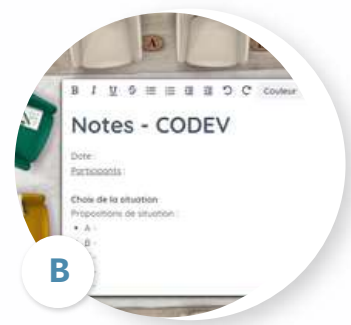 B I U S Couleur
Notes - CODEV
Date :
Participants :
Choix de la situation
Propositions de situation :
• A -
• B -
B